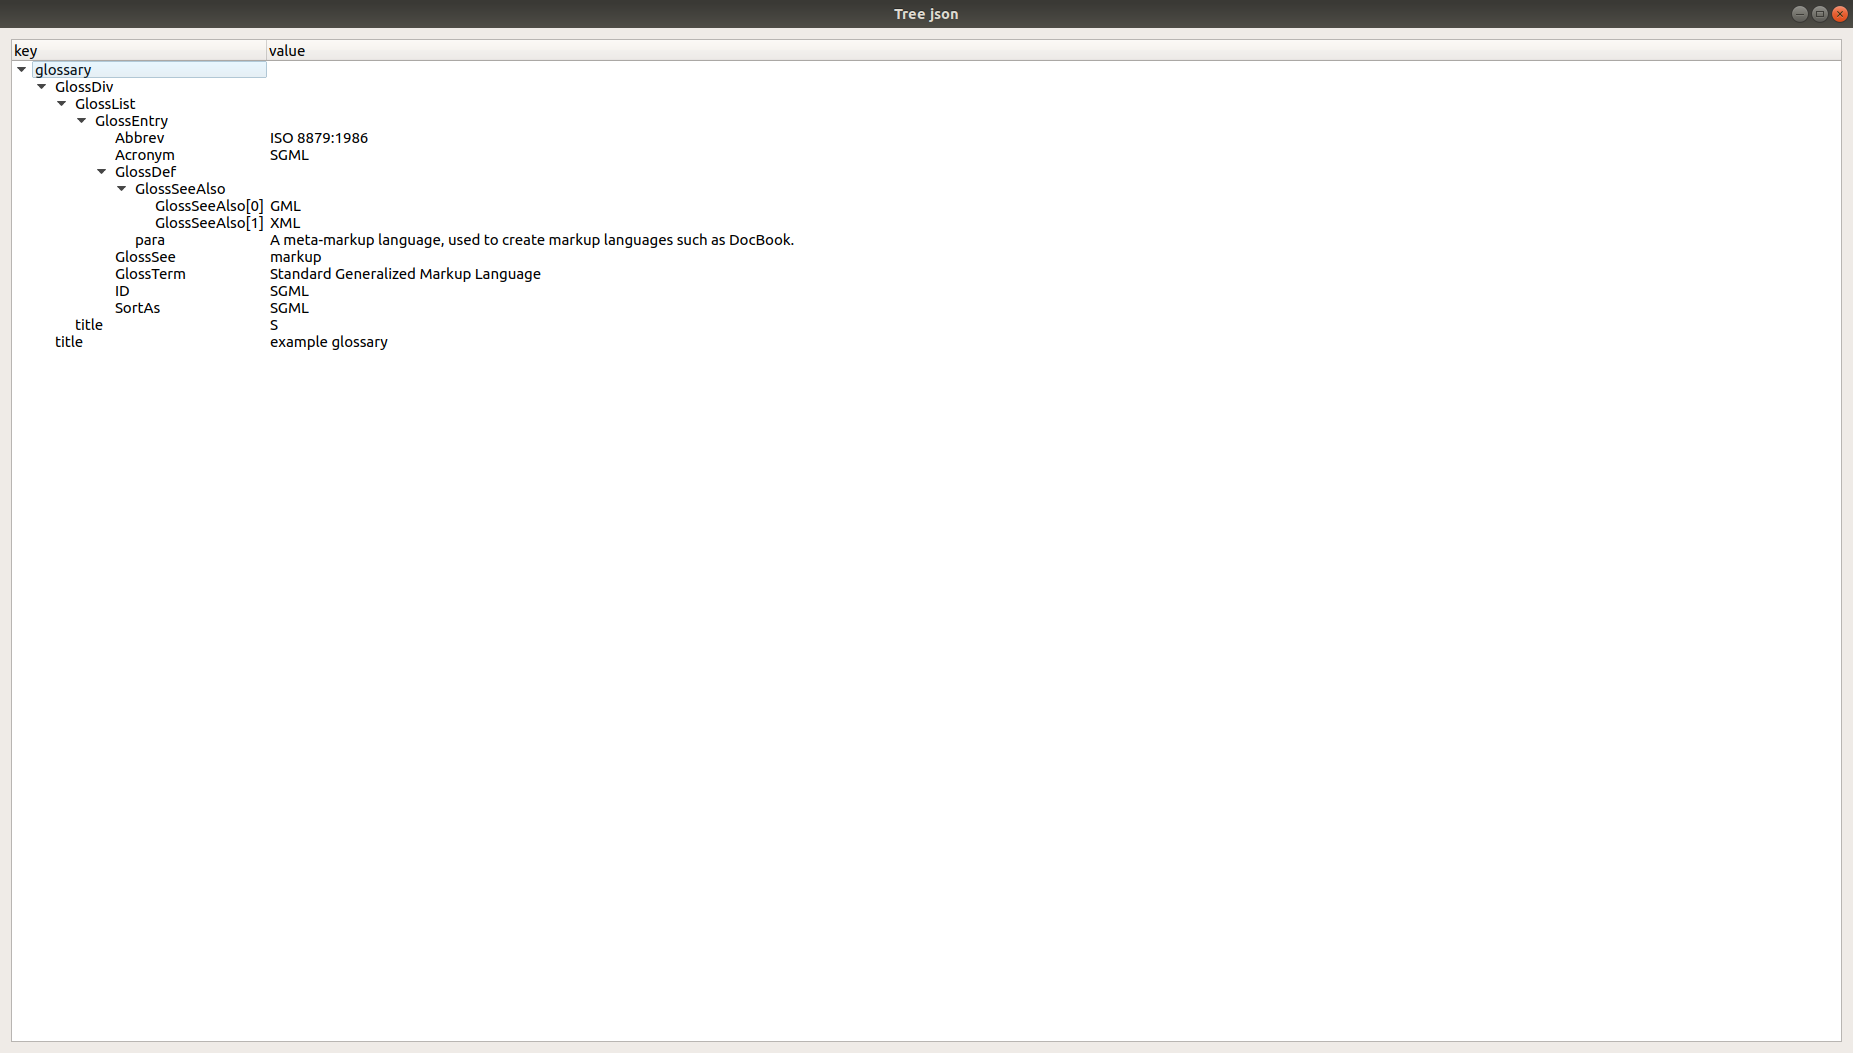 Tree json
key value
glossary
GlossDiv
GlossList
GlossEntry
Abbrev ISO 8879:1986
Acronym SGML
GlossDef
GlossSeeAlso
GlossSeeAlso[0] GML
GlossSeeAlso[1] XML
para A meta-markup language, used to create markup languages such as DocBook.
GlossSee markup
GlossTerm Standard Generalized Markup Language
ID SGML
SortAs SGML
title S
title example glossary